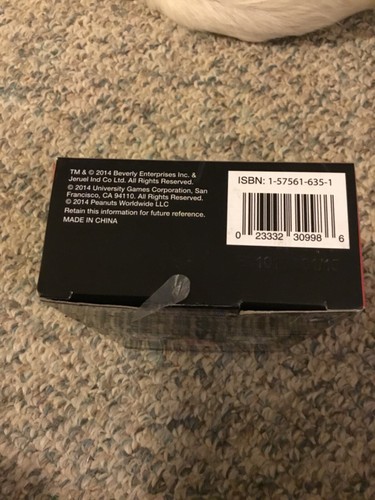 TM & © 2014 Beverly Enterprises Inc. &
Jeruel Ind Co Ltd. All Rights Reserved.
© 2014 University Games Corporation, San
Francisco, CA 94110. All Rights Reserved.
© 2014 Peanuts Worldwide LLC
Retain this information for future reference.
MADE IN CHINA
ISBN: 1-57561-635-1
0 23332 30998 6